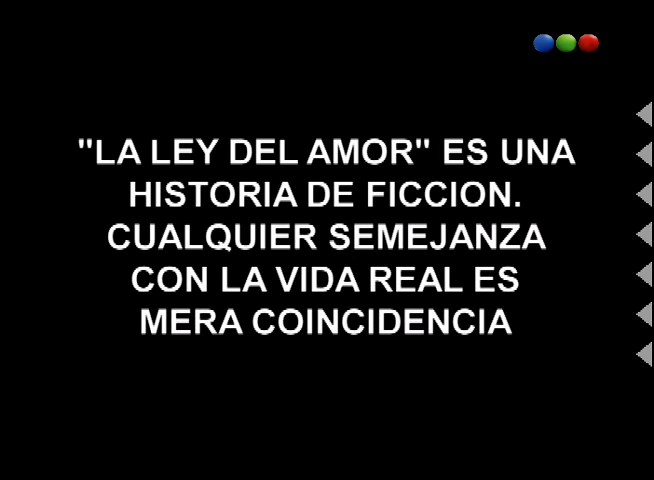 "LA LEY DEL AMOR" ES UNA
HISTORIA DE FICCION.
CUALQUIER SEMEJANZA
CON LA VIDA REAL ES
MERA COINCIDENCIA